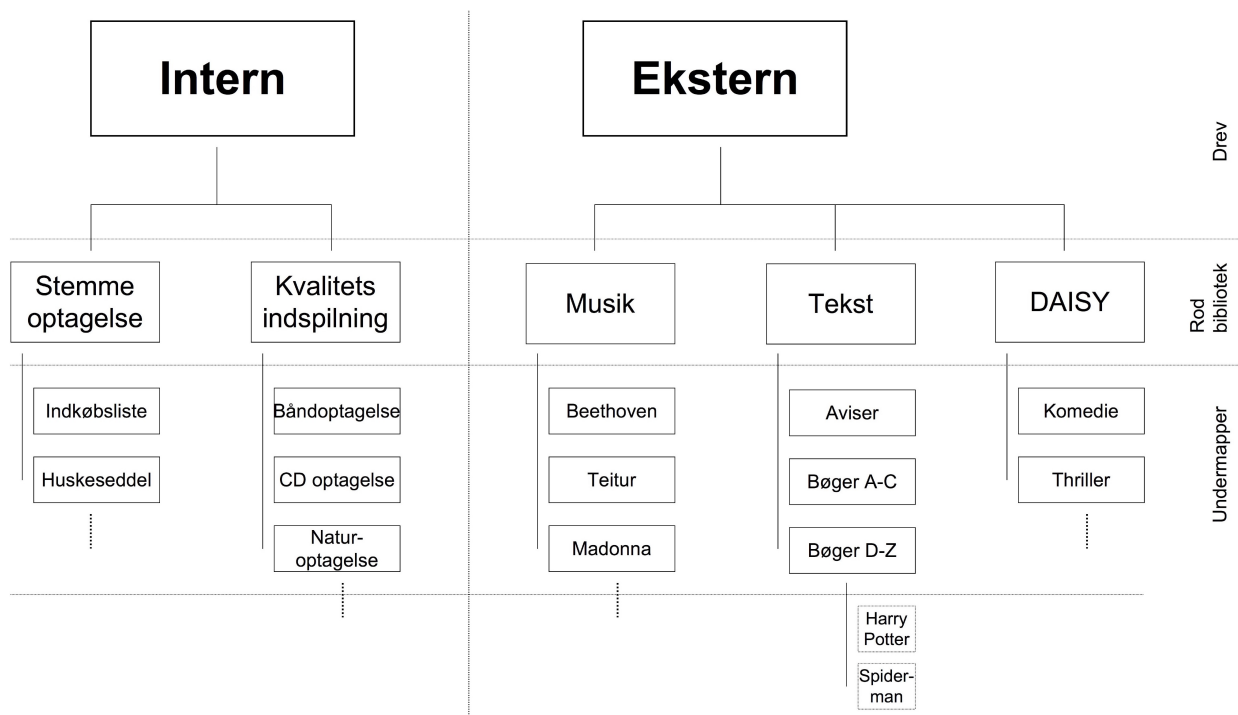 Intern
Ekstern
Drev
Stemme
optagelse
Kvalitets
indspilning
Musik
Tekst
DAISY
Rod
bibliotek
Indkøbsliste
Båndoptagelse
Beethoven
Aviser
Komedie
Huskeseddel
CD optagelse
Teitur
Bøger A-C
Thriller
Undermapper
Natur-
optagelse
Madonna
Bøger D-Z
Harry
Potter
Spider-
man